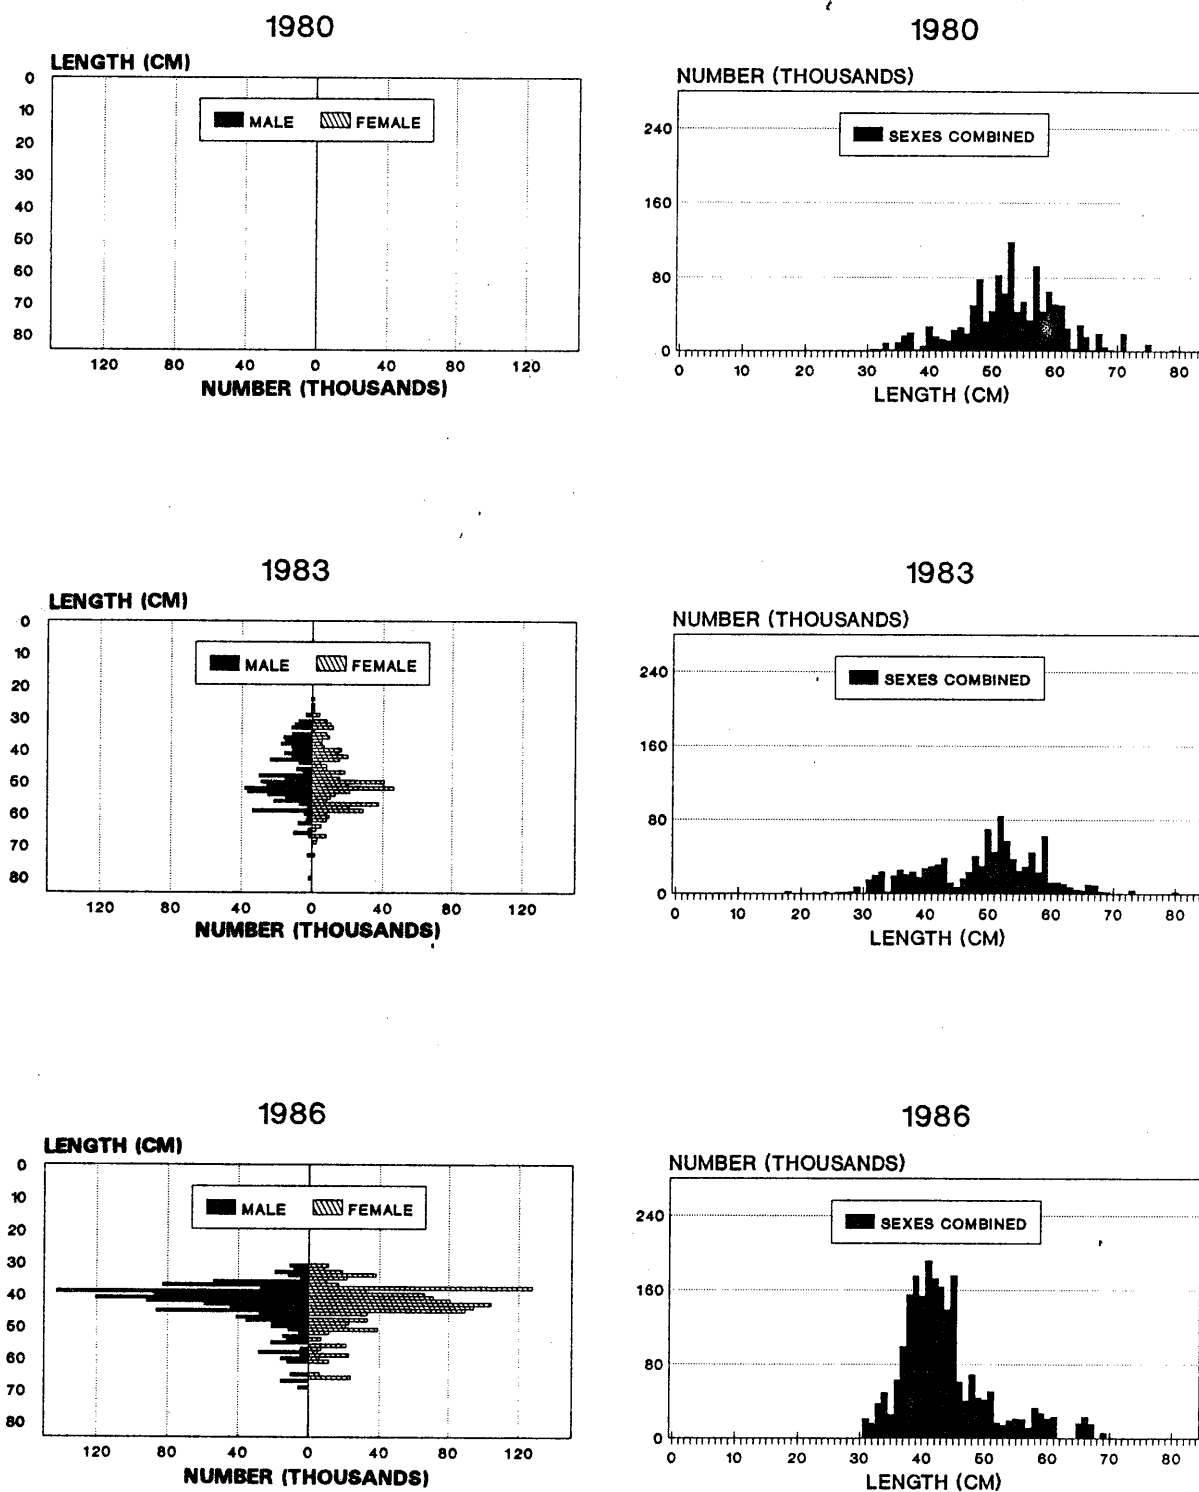 1980
LENGTH (CM)
0
10
20
30
40
50
60
70
80
MALE FEMALE
120 80 40 0 40 80 120
NUMBER (THOUSANDS)
1980
NUMBER (THOUSANDS)
240
160
80
0
SEXES COMBINED
0 10 20 30 40 50 60 70 80
LENGTH (CM)
1983
LENGTH (CM)
0
10
20
30
40
50
60
70
80
MALE FEMALE
120 80 40 0 40 80 120
NUMBER (THOUSANDS)
1983
NUMBER (THOUSANDS)
240
160
80
0
SEXES COMBINED
0 10 20 30 40 50 60 70 80
LENGTH (CM)
1986
LENGTH (CM)
0
10
20
30
40
50
60
70
80
MALE FEMALE
120 80 40 0 40 80 120
NUMBER (THOUSANDS)
1986
NUMBER (THOUSANDS)
240
160
80
0
SEXES COMBINED
0 10 20 30 40 50 60 70 80
LENGTH (CM)